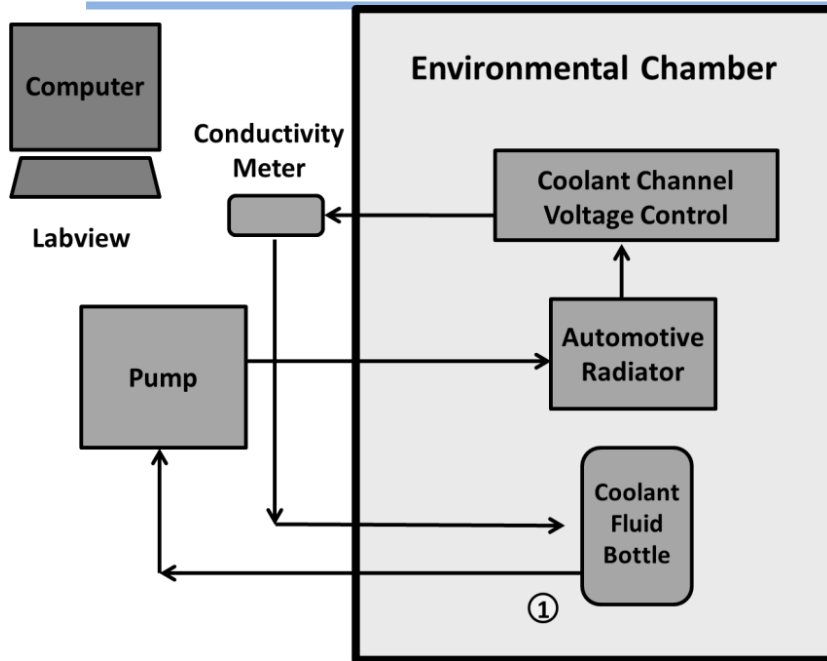 Computer
Labview
Conductivity
Meter
Pump
Environmental Chamber
Coolant Channel
Voltage Control
Automotive
Radiator
Coolant
Fluid
Bottle
①